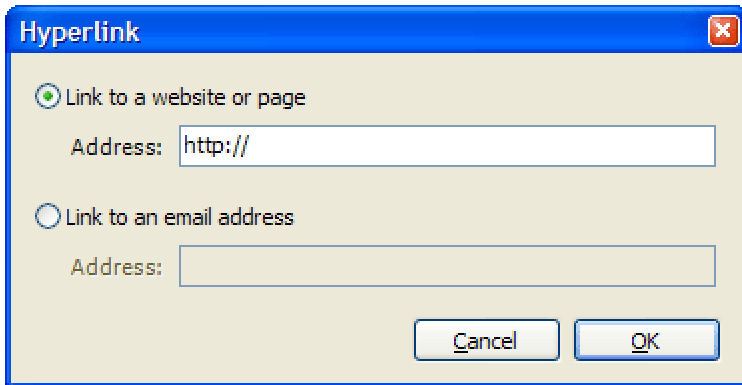 Hyperlink
Link to a website or page
Address: http://
Link to an email address
Address:
Cancel OK